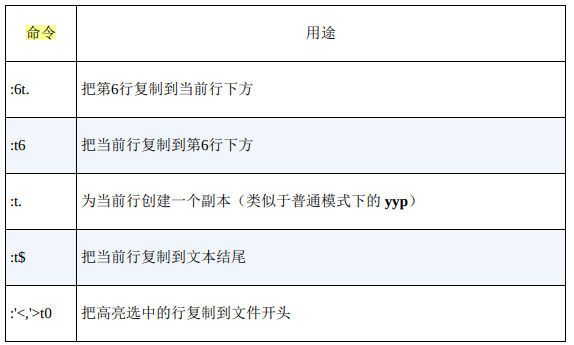 命令 用途
:6t. 把第6行复制到当前行下方
:t6 把当前行复制到第6行下方
:t. 为当前行创建一个副本（类似于普通模式下的 yyp）
:t$ 把当前行复制到文本结尾
:'<,'>t0 把高亮选中的行复制到文件开头